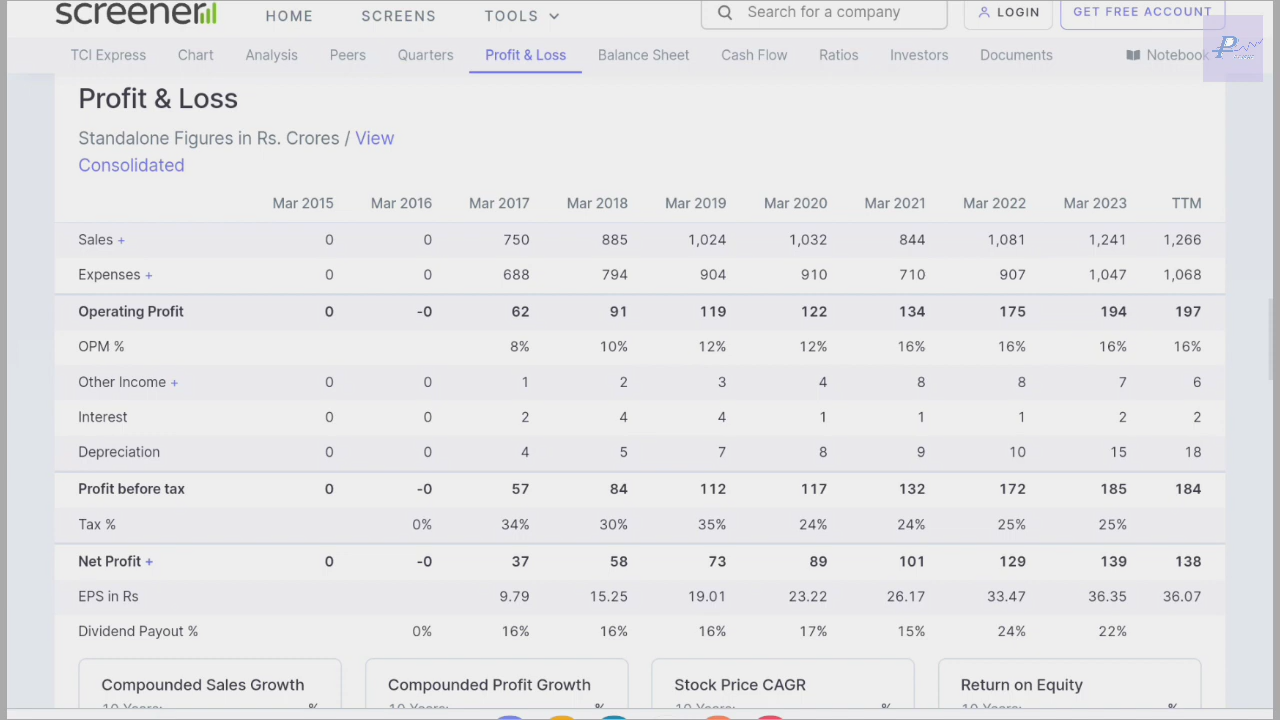 screener
HOME SCREENS TOOLS Search for a company LOGIN GET FREE ACCOUNT
TCI Express Chart Analysis Peers Quarters Profit & Loss Balance Sheet Cash Flow Ratios Investors Documents Notebook
Profit & Loss
Standalone Figures in Rs. Crores / View
Consolidated
Mar 2015 Mar 2016 Mar 2017 Mar 2018 Mar 2019 Mar 2020 Mar 2021 Mar 2022 Mar 2023 TTM
Sales + 0 0 750 885 1,024 1,032 844 1,081 1,241 1,266
Expenses + 0 0 688 794 904 910 710 907 1,047 1,068
Operating Profit 0 -0 62 91 119 122 134 175 194 197
OPM % 8% 10% 12% 12% 16% 16% 16% 16%
Other Income + 0 0 1 2 3 4 8 8 7 6
Interest 0 0 2 4 4 1 1 1 2 2
Depreciation 0 0 4 5 7 8 9 10 15 18
Profit before tax 0 -0 57 84 112 117 132 172 185 184
Tax % 0% 34% 30% 35% 24% 24% 25% 25%
Net Profit + 0 -0 37 58 73 89 101 129 139 138
EPS in Rs 9.79 15.25 19.01 23.22 26.17 33.47 36.35 36.07
Dividend Payout % 0% 16% 16% 16% 17% 15% 24% 22%
Compounded Sales Growth Compounded Profit Growth Stock Price CAGR Return on Equity
10 Years: % 10 Years: % 10 Years: % 10 Years: %